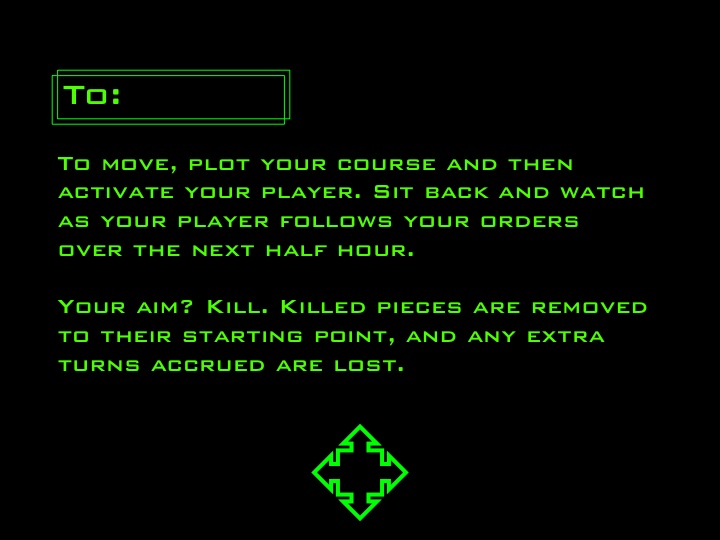 To:
To move, plot your course and then
activate your player. Sit back and watch
as your player follows your orders
over the next half hour.
Your aim? Kill. Killed pieces are removed
to their starting point, and any extra
turns accrued are lost.